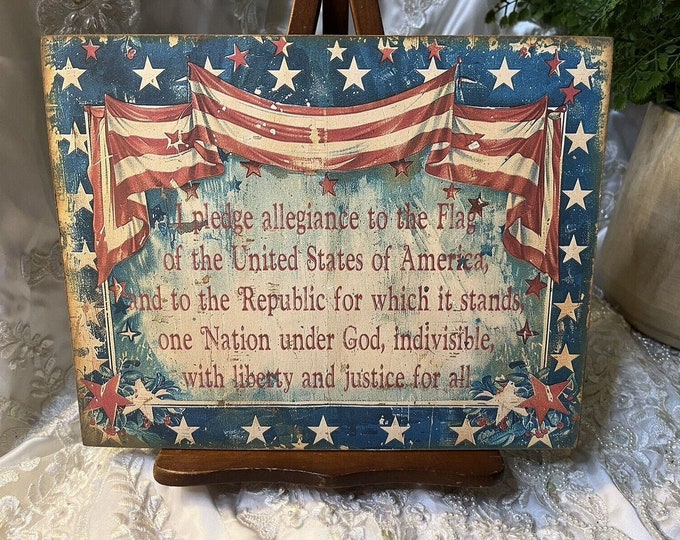 I pledge allegiance to the Flag
of the United States of America,
and to the Republic for which it stands,
one Nation under God, indivisible,
with liberty and justice for all